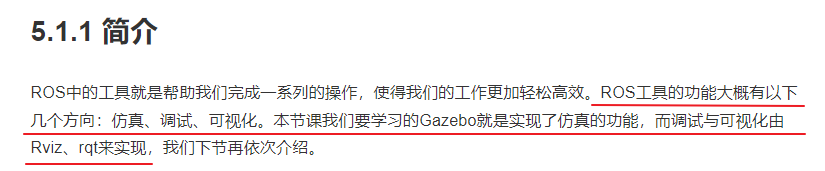 5.1.1 简介
ROS中的工具就是帮助我们完成一系列的操作，使得我们的工作更加轻松高效。ROS工具的功能大概有以下
几个方向：仿真、调试、可视化。本节课我们要学习的Gazebo就是实现了仿真的功能，而调试与可视化由
Rviz、rqt来实现，我们下节再依次介绍。